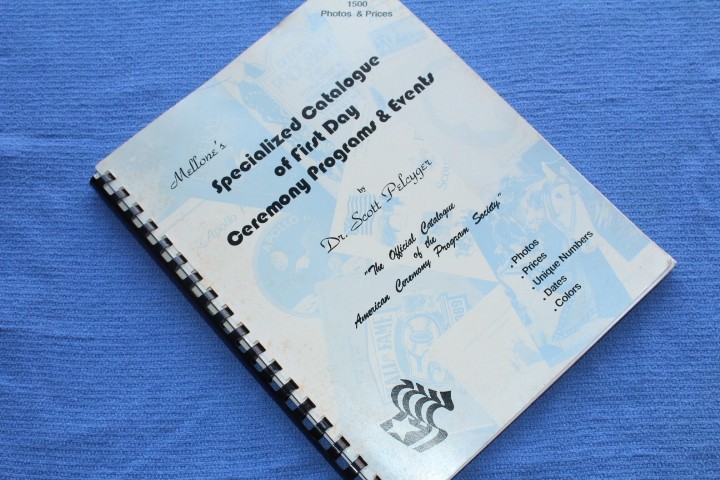 1500
Photos & Prices
Mellone's
Specialized Catalogue
of First Day
Ceremony Programs & Events
by
Dr. Scott Pelcyger
"The Official Catalogue
of the
American Ceremony Program Society"
· Photos
· Prices
· Unique Numbers
· Dates
· Colors